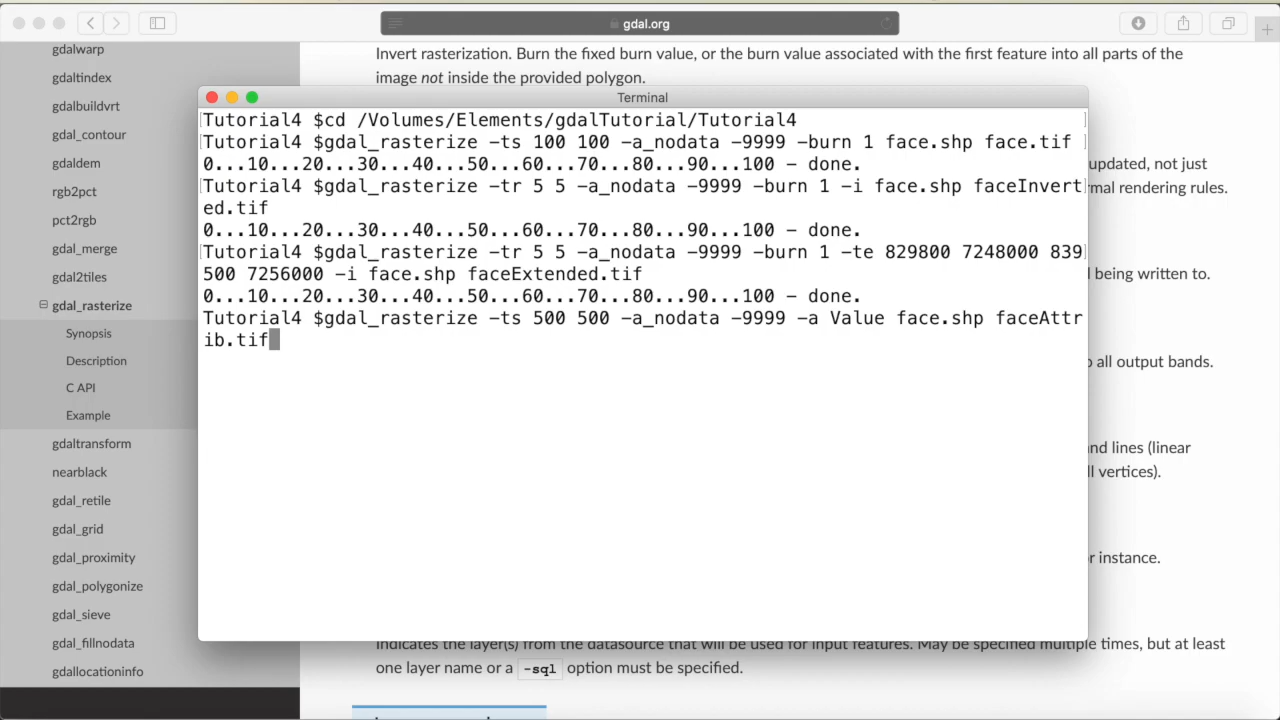 gdal.org
gdalwarp
gdaltindex
gdalbuildvrt
gdal_contour
gdaldem
rgb2pct
pct2rgb
gdal_merge
gdal2tiles
gdal_rasterize
Synopsis
Description
C API
Example
gdaltransform
nearblack
gdal_retile
gdal_grid
gdal_proximity
gdal_polygonize
gdal_sieve
gdal_fillnodata
gdallocationinfo
Invert rasterization. Burn the fixed burn value, or the burn value associated with the first feature into all parts of the
image not inside the provided polygon.
Terminal
Tutorial4 $cd /Volumes/Elements/gdalTutorial/Tutorial4
Tutorial4 $gdal_rasterize -ts 100 100 -a_nodata -9999 -burn 1 face.shp face.tif
0...10...20...30...40...50...60...70...80...90...100 - done.
Tutorial4 $gdal_rasterize -tr 5 5 -a_nodata -9999 -burn 1 -i face.shp faceInvert
ed.tif
0...10...20...30...40...50...60...70...80...90...100 - done.
Tutorial4 $gdal_rasterize -tr 5 5 -a_nodata -9999 -burn 1 -te 829800 7248000 839
500 7256000 -i face.shp faceExtended.tif
0...10...20...30...40...50...60...70...80...90...100 - done.
Tutorial4 $gdal_rasterize -ts 500 500 -a_nodata -9999 -a Value face.shp faceAttr
ib.tif
updated, not just
rendering rules.
being written to.
all output bands.
lines (linear
vertices).
instance.
Indicates the layer(s) from the datasource that will be used for input features. May be specified multiple times, but at least
one layer name or a -sql option must be specified.